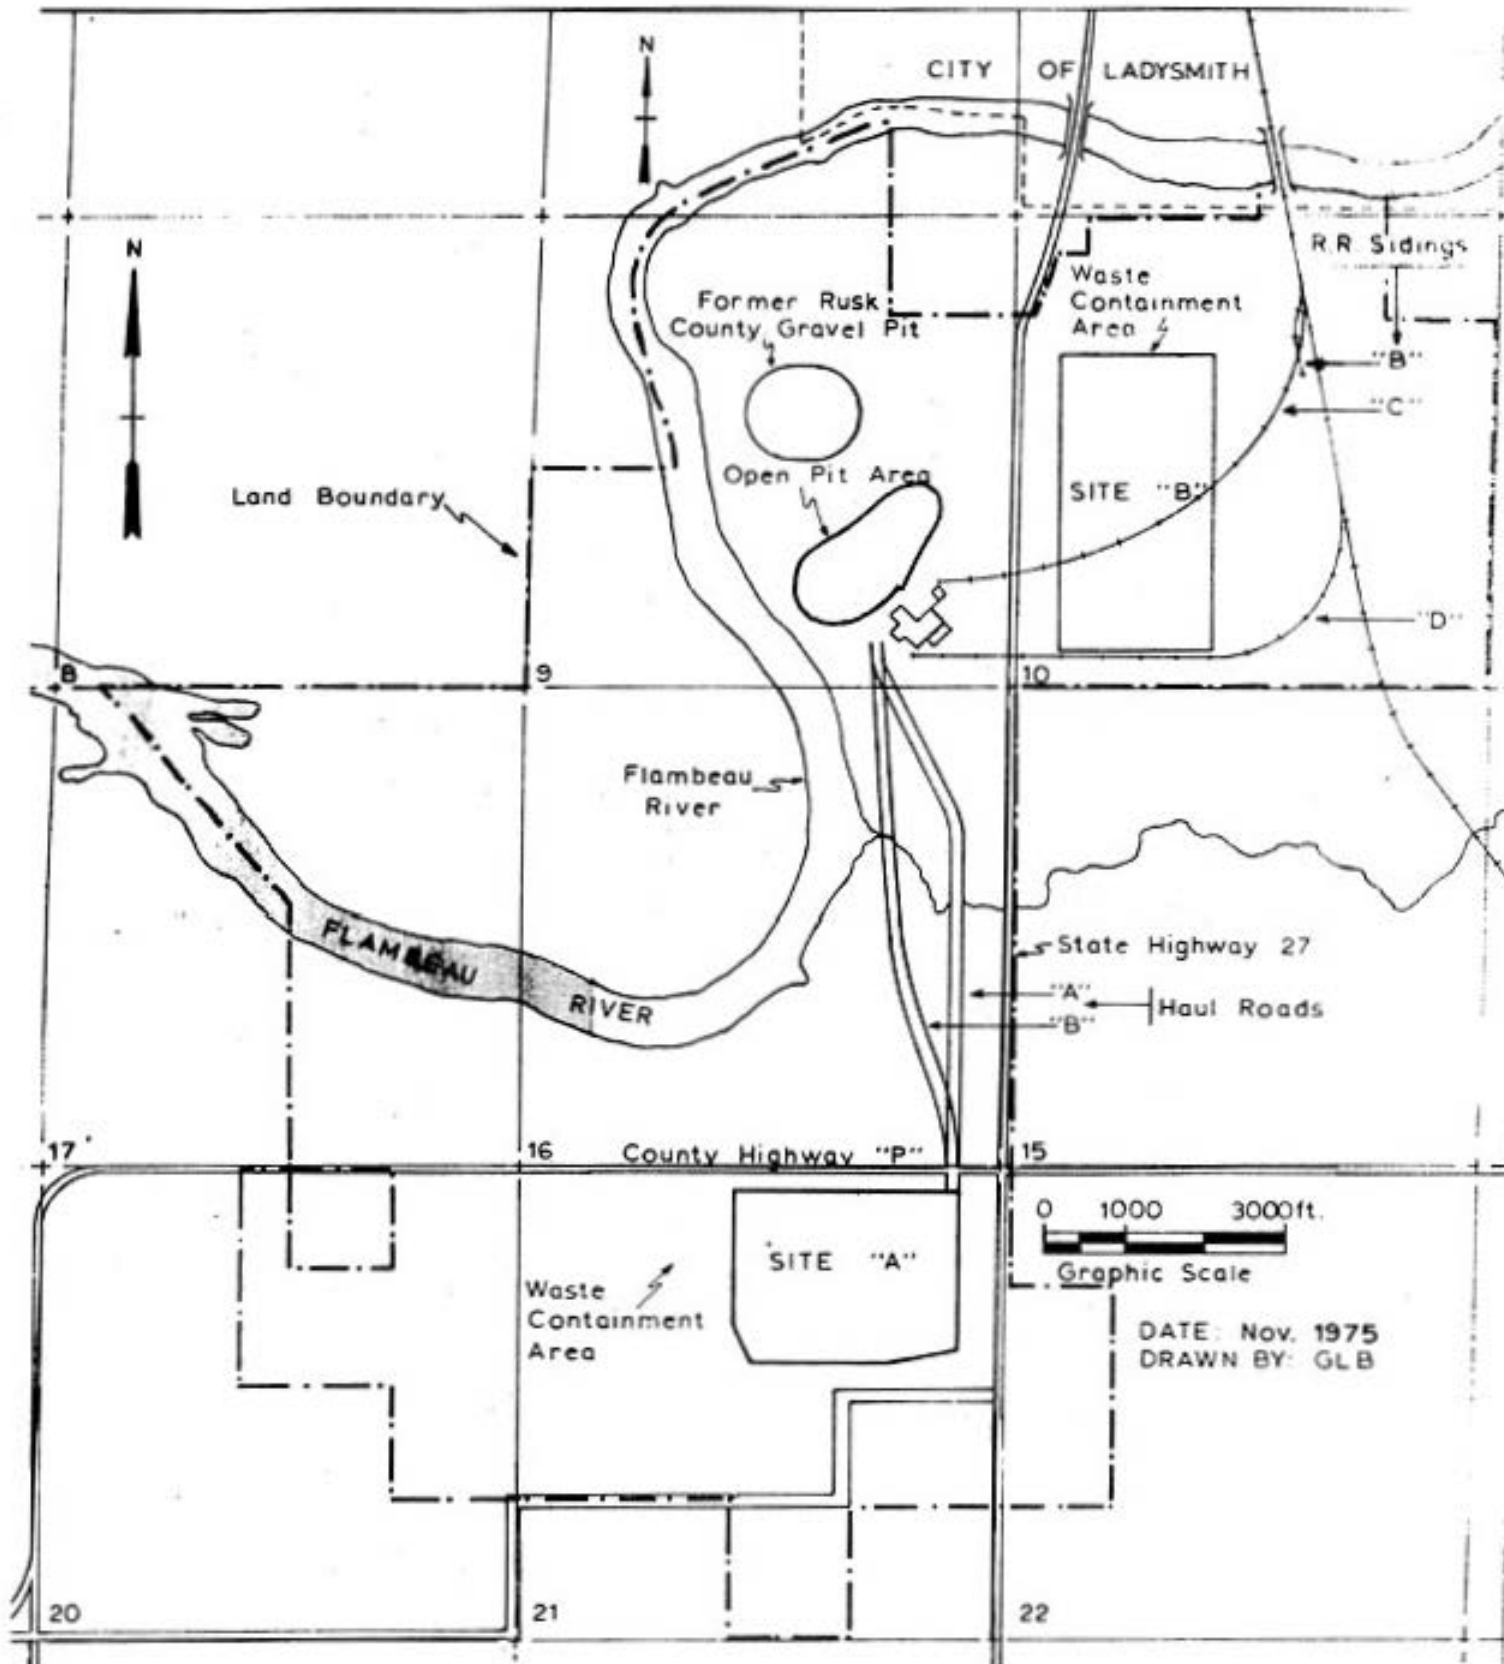 N
CITY OF LADYSMITH
N
R.R. Sidings
Waste
Containment
Area
Former Rusk
County Gravel Pit
"B"
"C"
Open Pit Area
SITE "B"
Land Boundary
"D"
8
9
10
Flambeau
River
FLAMBEAU RIVER
State Highway 27
"A"
"B"
Haul Roads
17
16
15
County Highway "P"
0 1000 3000ft.
Graphic Scale
SITE "A"
Waste
Containment
Area
DATE: Nov. 1975
DRAWN BY: GLB
20
21
22